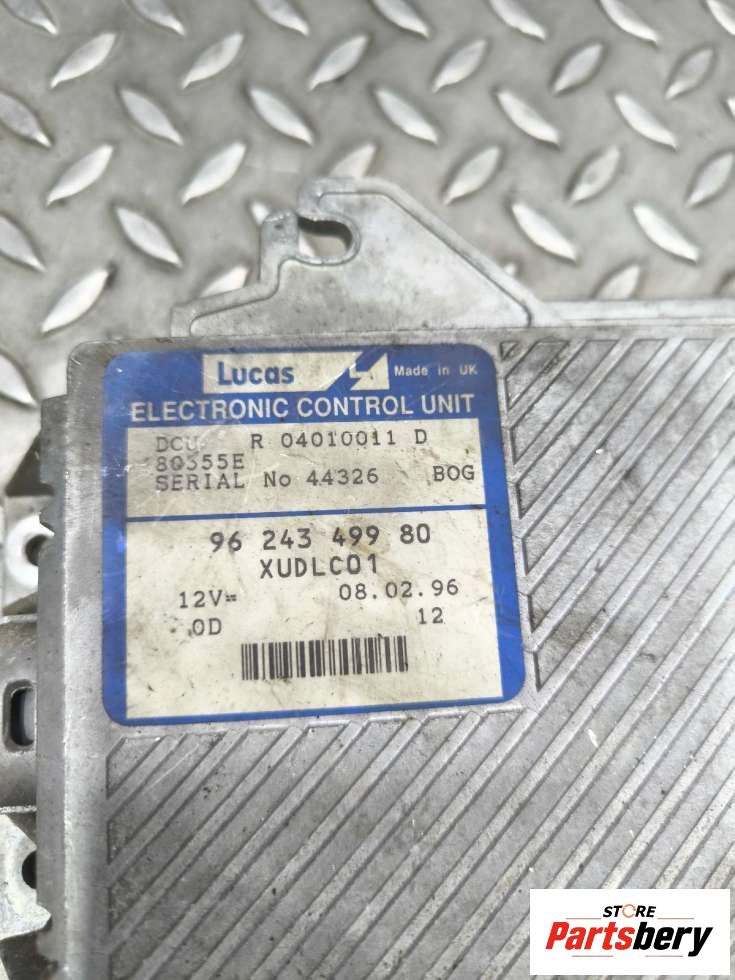 Lucas Made in UK
ELECTRONIC CONTROL UNIT
DCU R 04010011 D
80355E
SERIAL No 44326 BOG
96 243 499 80
XUDLC01
12V= 08.02.96
0D 12
STORE
Partsbery